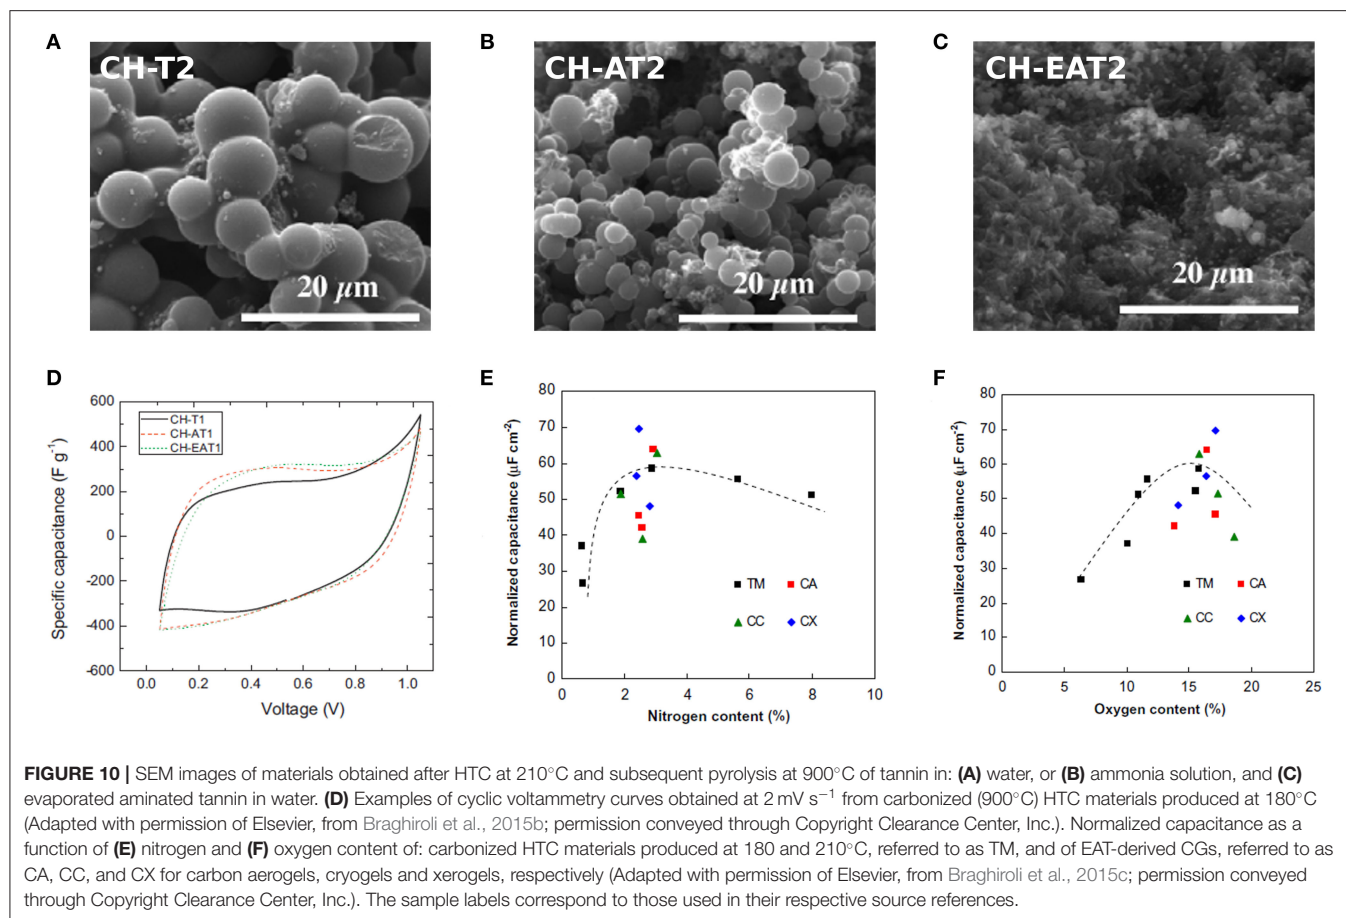 A
CH-T2
20 µm
B
CH-AT2
20 µm
C
CH-EAT2
20 µm
D
600
400
200
0
-200
-400
-600
Specific capacitance (F g⁻¹)
CH-T1
CH-AT1
CH-EAT1
0.0 0.2 0.4 0.6 0.8 1.0
Voltage (V)
E
80
70
60
50
40
30
20
10
0
Normalized capacitance (µF cm⁻²)
TM CA
CC CX
0 2 4 6 8 10
Nitrogen content (%)
F
80
70
60
50
40
30
20
10
0
Normalized capacitance (µF cm⁻²)
TM CA
CC CX
0 5 10 15 20 25
Oxygen content (%)
FIGURE 10 | SEM images of materials obtained after HTC at 210°C and subsequent pyrolysis at 900°C of tannin in: (A) water, or (B) ammonia solution, and (C)
evaporated aminated tannin in water. (D) Examples of cyclic voltammetry curves obtained at 2 mV s⁻¹ from carbonized (900°C) HTC materials produced at 180°C
(Adapted with permission of Elsevier, from Braghiroli et al., 2015b; permission conveyed through Copyright Clearance Center, Inc.). Normalized capacitance as a
function of (E) nitrogen and (F) oxygen content of: carbonized HTC materials produced at 180 and 210°C, referred to as TM, and of EAT-derived CGs, referred to as
CA, CC, and CX for carbon aerogels, cryogels and xerogels, respectively (Adapted with permission of Elsevier, from Braghiroli et al., 2015c; permission conveyed
through Copyright Clearance Center, Inc.). The sample labels correspond to those used in their respective source references.